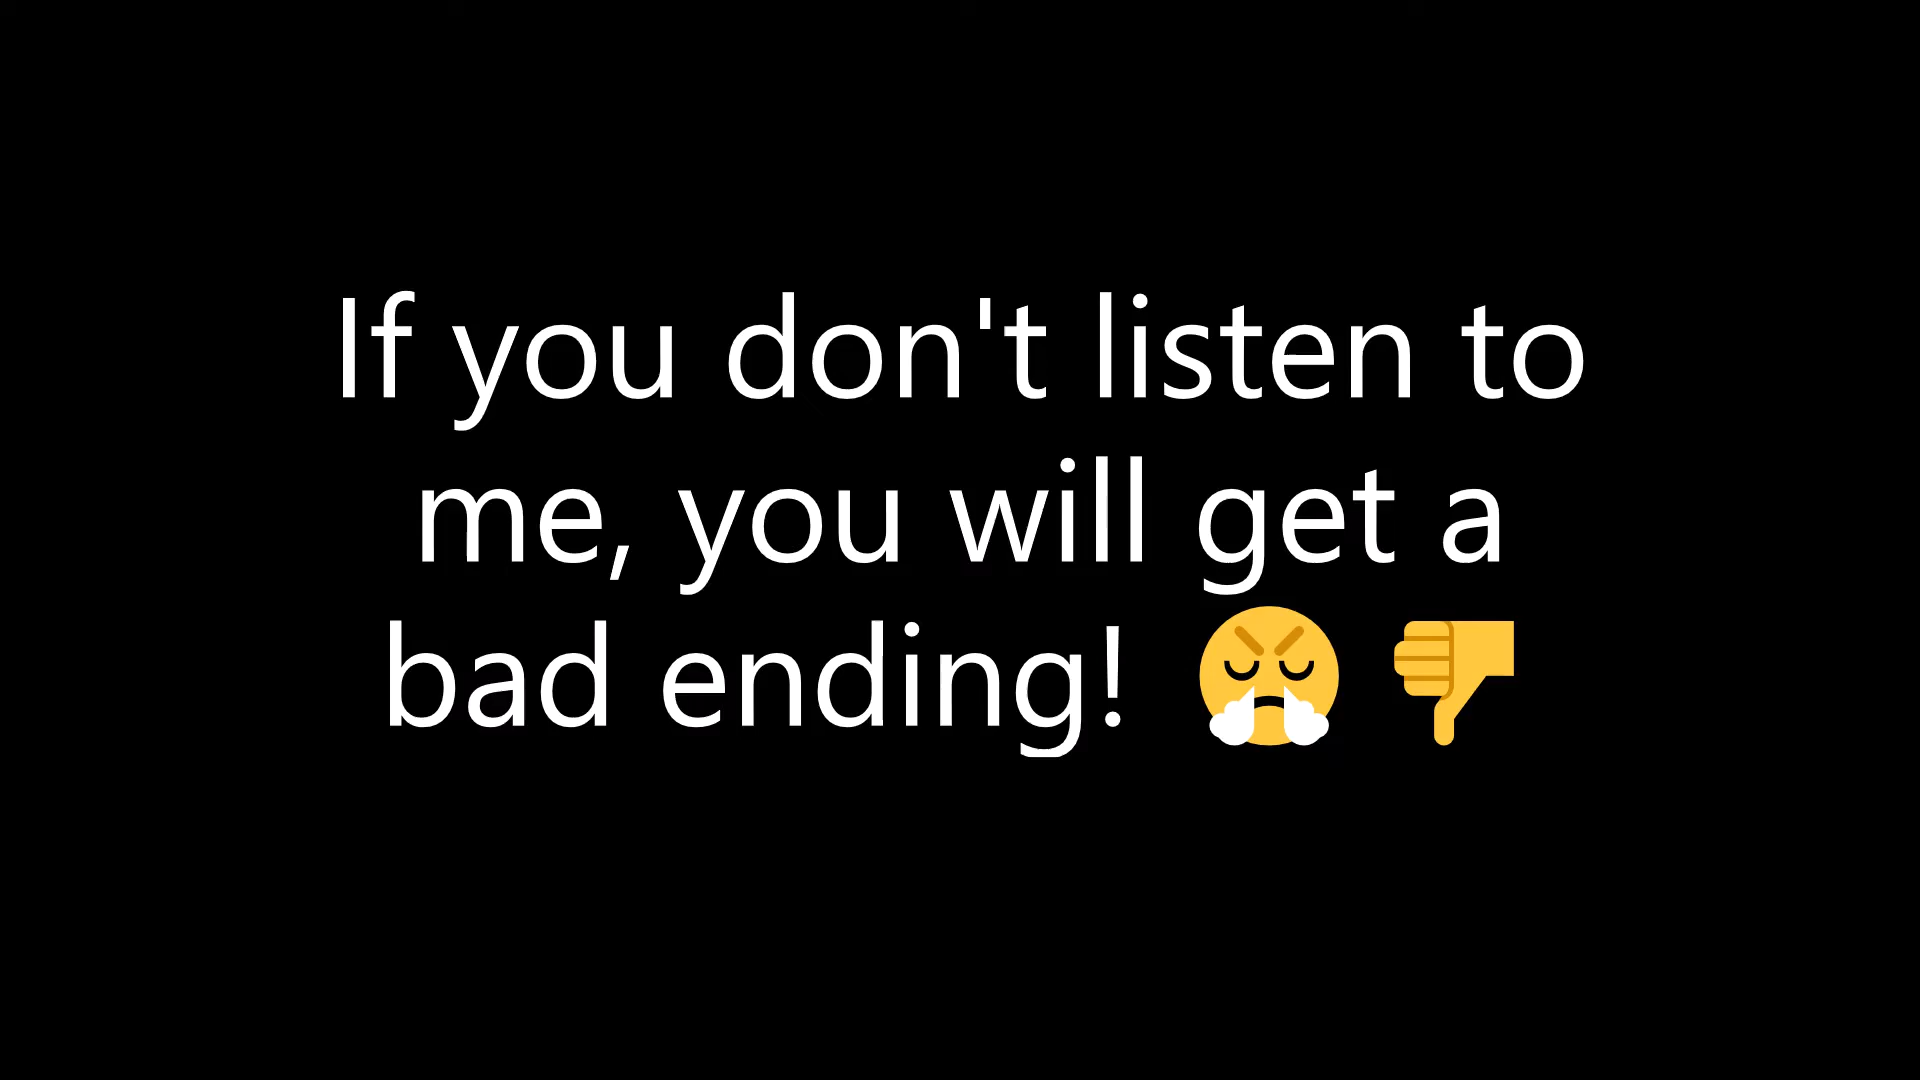 If you don't listen to
me, you will get a
bad ending! 😤 👎